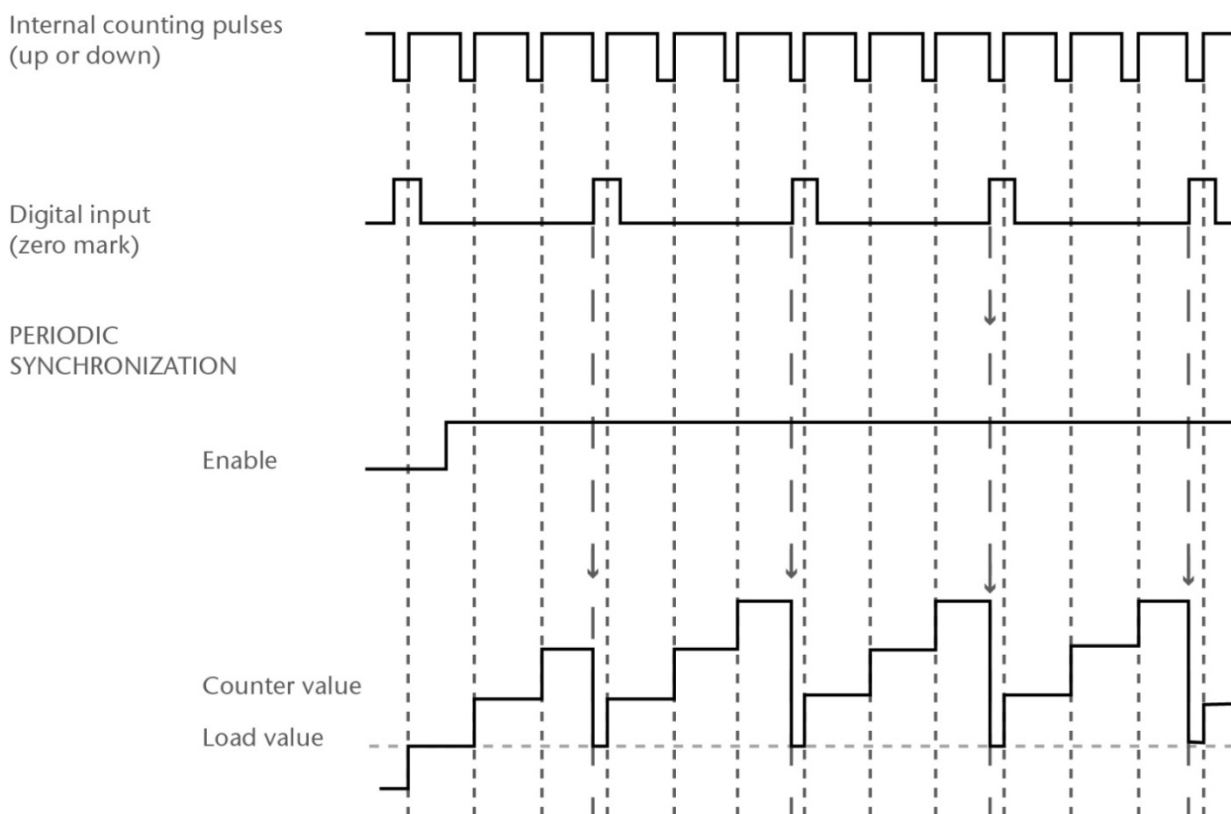 Internal counting pulses
(up or down)
Digital input
(zero mark)
PERIODIC
SYNCHRONIZATION
Enable
Counter value
Load value